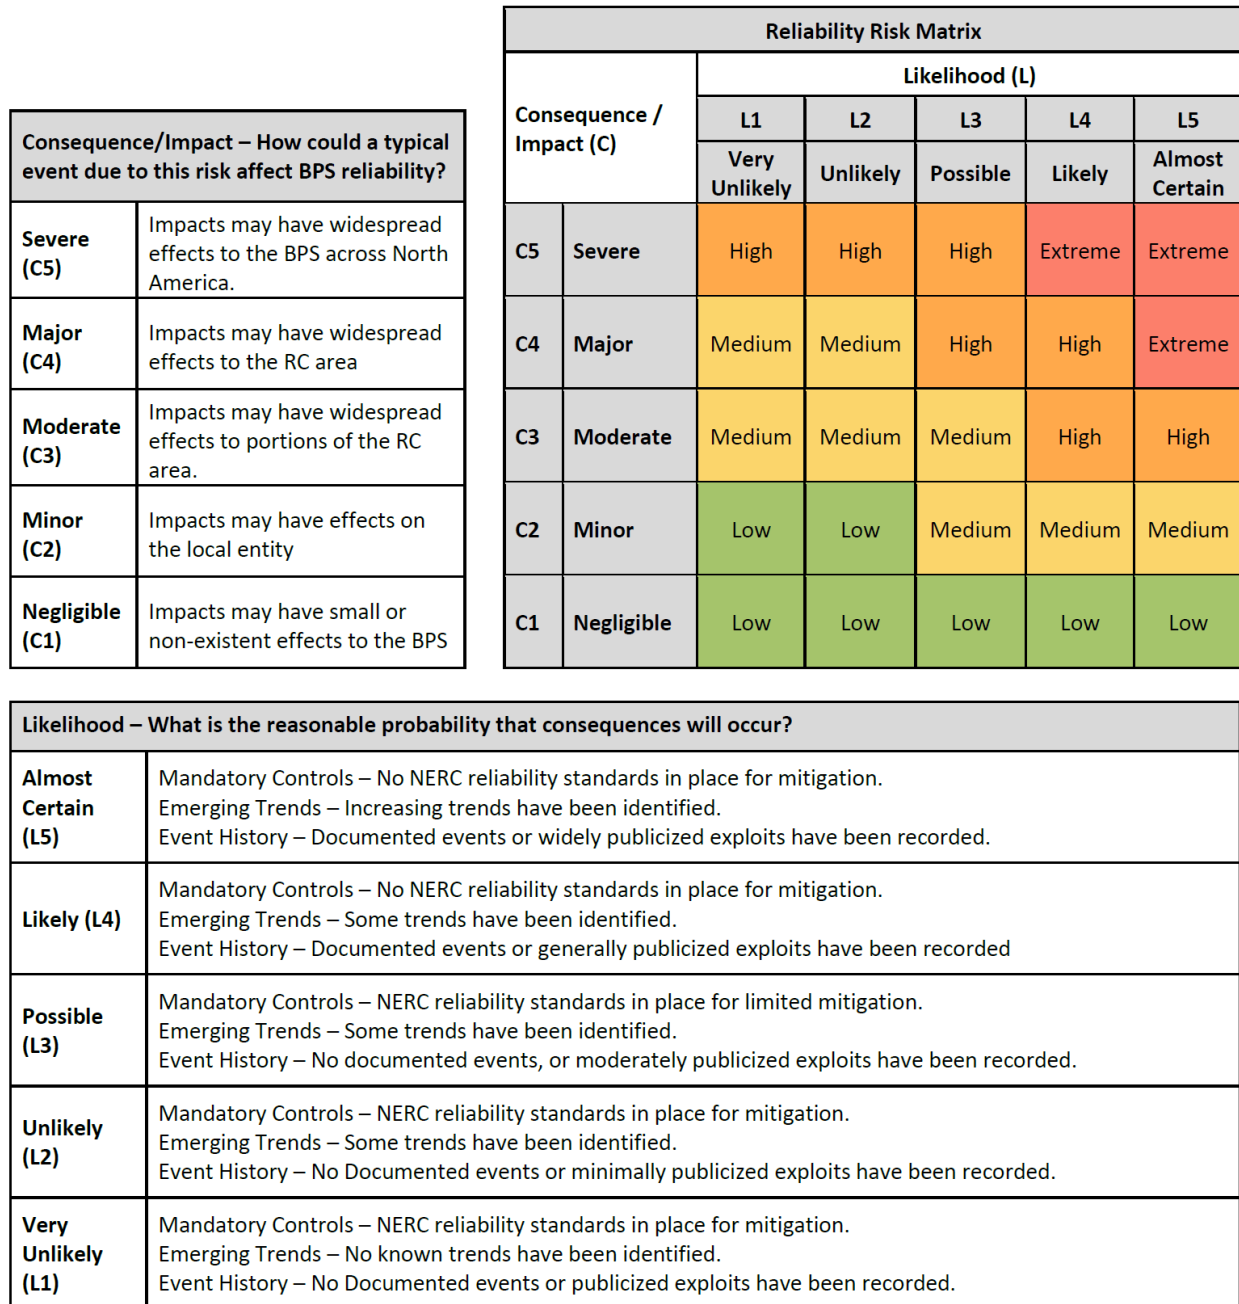 Reliability Risk Matrix
Consequence /
Impact (C)
Likelihood (L)
L1 L2 L3 L4 L5
Very
Unlikely
Unlikely
Possible
Likely
Almost
Certain
C5 Severe High High High Extreme Extreme
C4 Major Medium Medium High High Extreme
C3 Moderate Medium Medium Medium High High
C2 Minor Low Low Medium Medium Medium
C1 Negligible Low Low Low Low Low
Consequence/Impact – How could a typical
event due to this risk affect BPS reliability?
Severe
(C5)
Impacts may have widespread
effects to the BPS across North
America.
Major
(C4)
Impacts may have widespread
effects to the RC area
Moderate
(C3)
Impacts may have widespread
effects to portions of the RC
area.
Minor
(C2)
Impacts may have effects on
the local entity
Negligible
(C1)
Impacts may have small or
non-existent effects to the BPS
Likelihood – What is the reasonable probability that consequences will occur?
Almost
Certain
(L5)
Mandatory Controls – No NERC reliability standards in place for mitigation.
Emerging Trends – Increasing trends have been identified.
Event History – Documented events or widely publicized exploits have been recorded.
Likely (L4)
Mandatory Controls – No NERC reliability standards in place for mitigation.
Emerging Trends – Some trends have been identified.
Event History – Documented events or generally publicized exploits have been recorded
Possible
(L3)
Mandatory Controls – NERC reliability standards in place for limited mitigation.
Emerging Trends – Some trends have been identified.
Event History – No documented events, or moderately publicized exploits have been recorded.
Unlikely
(L2)
Mandatory Controls – NERC reliability standards in place for mitigation.
Emerging Trends – Some trends have been identified.
Event History – No Documented events or minimally publicized exploits have been recorded.
Very
Unlikely
(L1)
Mandatory Controls – NERC reliability standards in place for mitigation.
Emerging Trends – No known trends have been identified.
Event History – No Documented events or publicized exploits have been recorded.